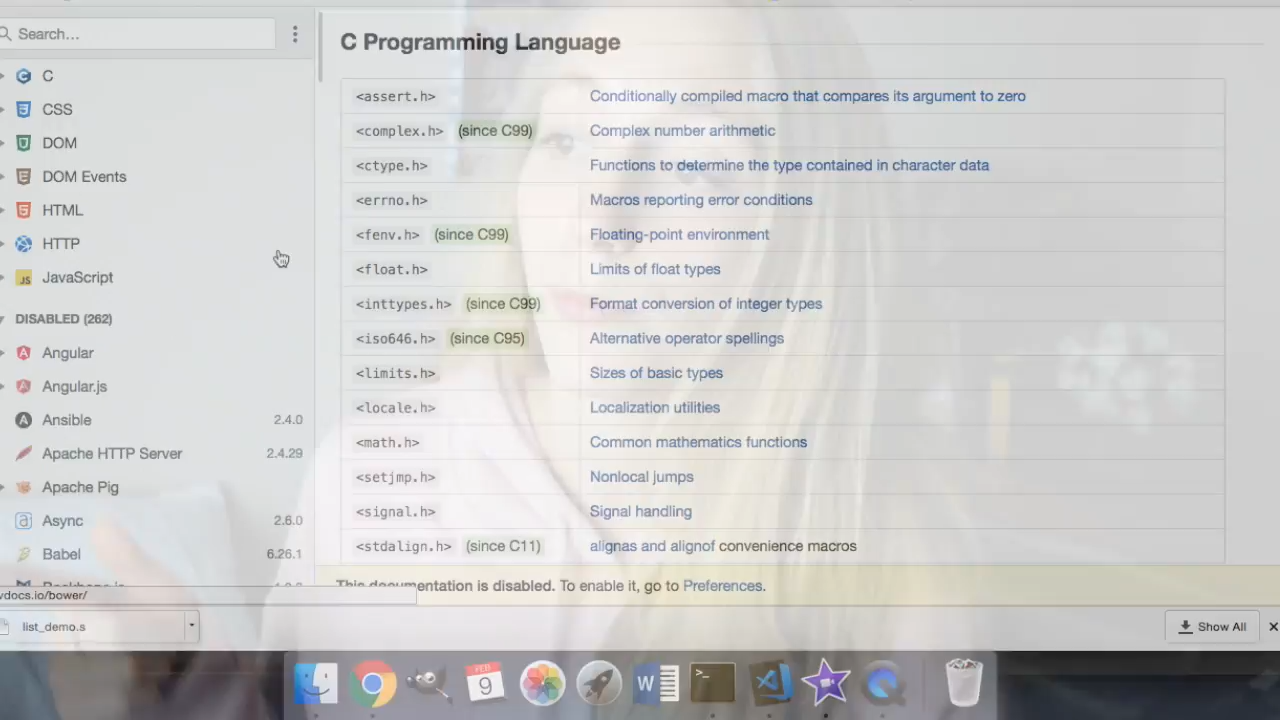 Search...
C
CSS
DOM
DOM Events
HTML
HTTP
JavaScript
DISABLED (262)
Angular
Angular.js
Ansible 2.4.0
Apache HTTP Server 2.4.29
Apache Pig
Async 2.6.0
Babel 6.26.1
C Programming Language
<assert.h> Conditionally compiled macro that compares its argument to zero
<complex.h> (since C99) Complex number arithmetic
<ctype.h> Functions to determine the type contained in character data
<errno.h> Macros reporting error conditions
<fenv.h> (since C99) Floating-point environment
<float.h> Limits of float types
<inttypes.h> (since C99) Format conversion of integer types
<iso646.h> (since C95) Alternative operator spellings
<limits.h> Sizes of basic types
<locale.h> Localization utilities
<math.h> Common mathematics functions
<setjmp.h> Nonlocal jumps
<signal.h> Signal handling
<stdalign.h> (since C11) alignas and alignof convenience macros
This documentation is disabled. To enable it, go to Preferences.
vdocs.io/bower/
list_demo.s
Show All
JS
FEB
9
W
>_